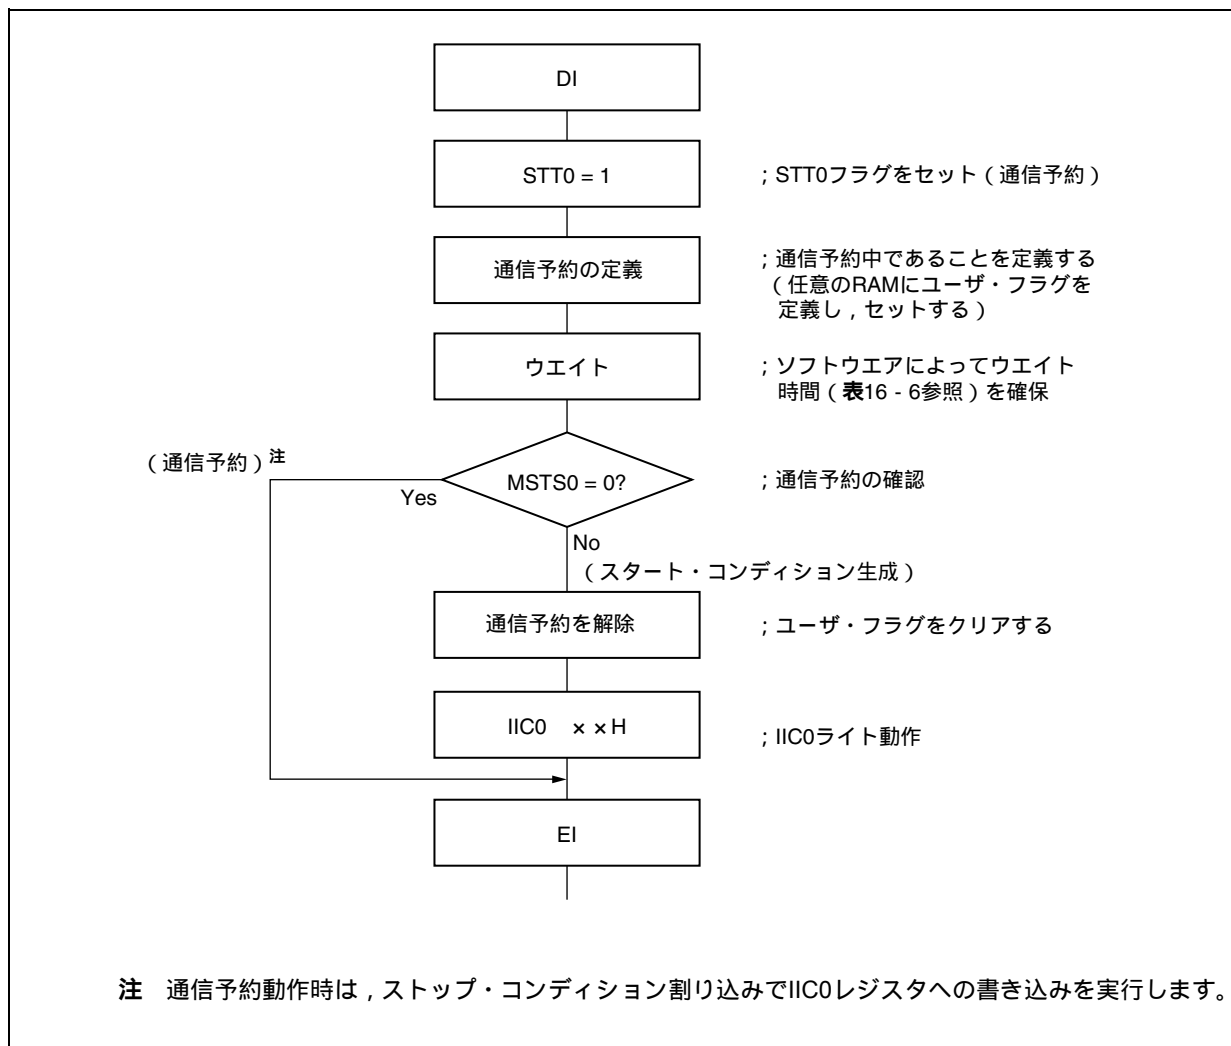 DI
STT0 = 1
；STT0フラグをセット（通信予約）
通信予約の定義
；通信予約中であることを定義する
（任意のRAMにユーザ・フラグを
定義し，セットする）
ウエイト
；ソフトウエアによってウエイト
時間（表16 - 6参照）を確保
（通信予約）注
MSTS0 = 0?
；通信予約の確認
Yes
No
（スタート・コンディション生成）
通信予約を解除
；ユーザ・フラグをクリアする
IIC0　××H
；IIC0ライト動作
EI
注　通信予約動作時は，ストップ・コンディション割り込みでIIC0レジスタへの書き込みを実行します。